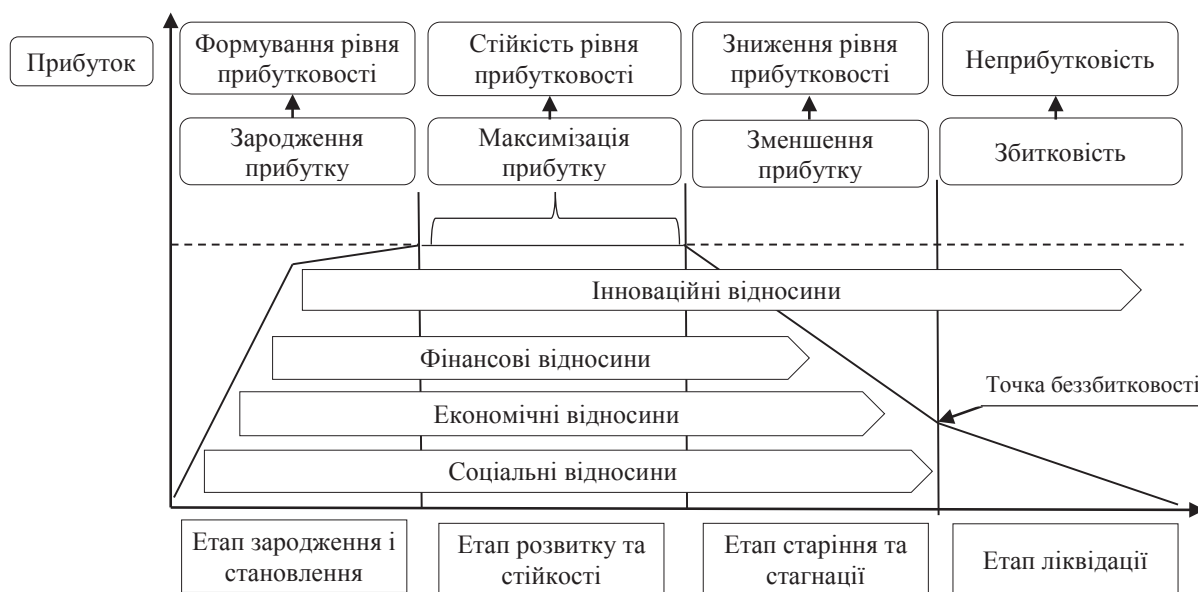 Прибуток
Формування рівня
прибутковості
Стійкість рівня
прибутковості
Зниження рівня
прибутковості
Неприбутковість
Зародження
прибутку
Максимізація
прибутку
Зменшення
прибутку
Збитковість
Інноваційні відносини
Фінансові відносини
Точка беззбитковості
Економічні відносини
Соціальні відносини
Етап зародження і
становлення
Етап розвитку та
стійкості
Етап старіння та
стагнації
Етап ліквідації